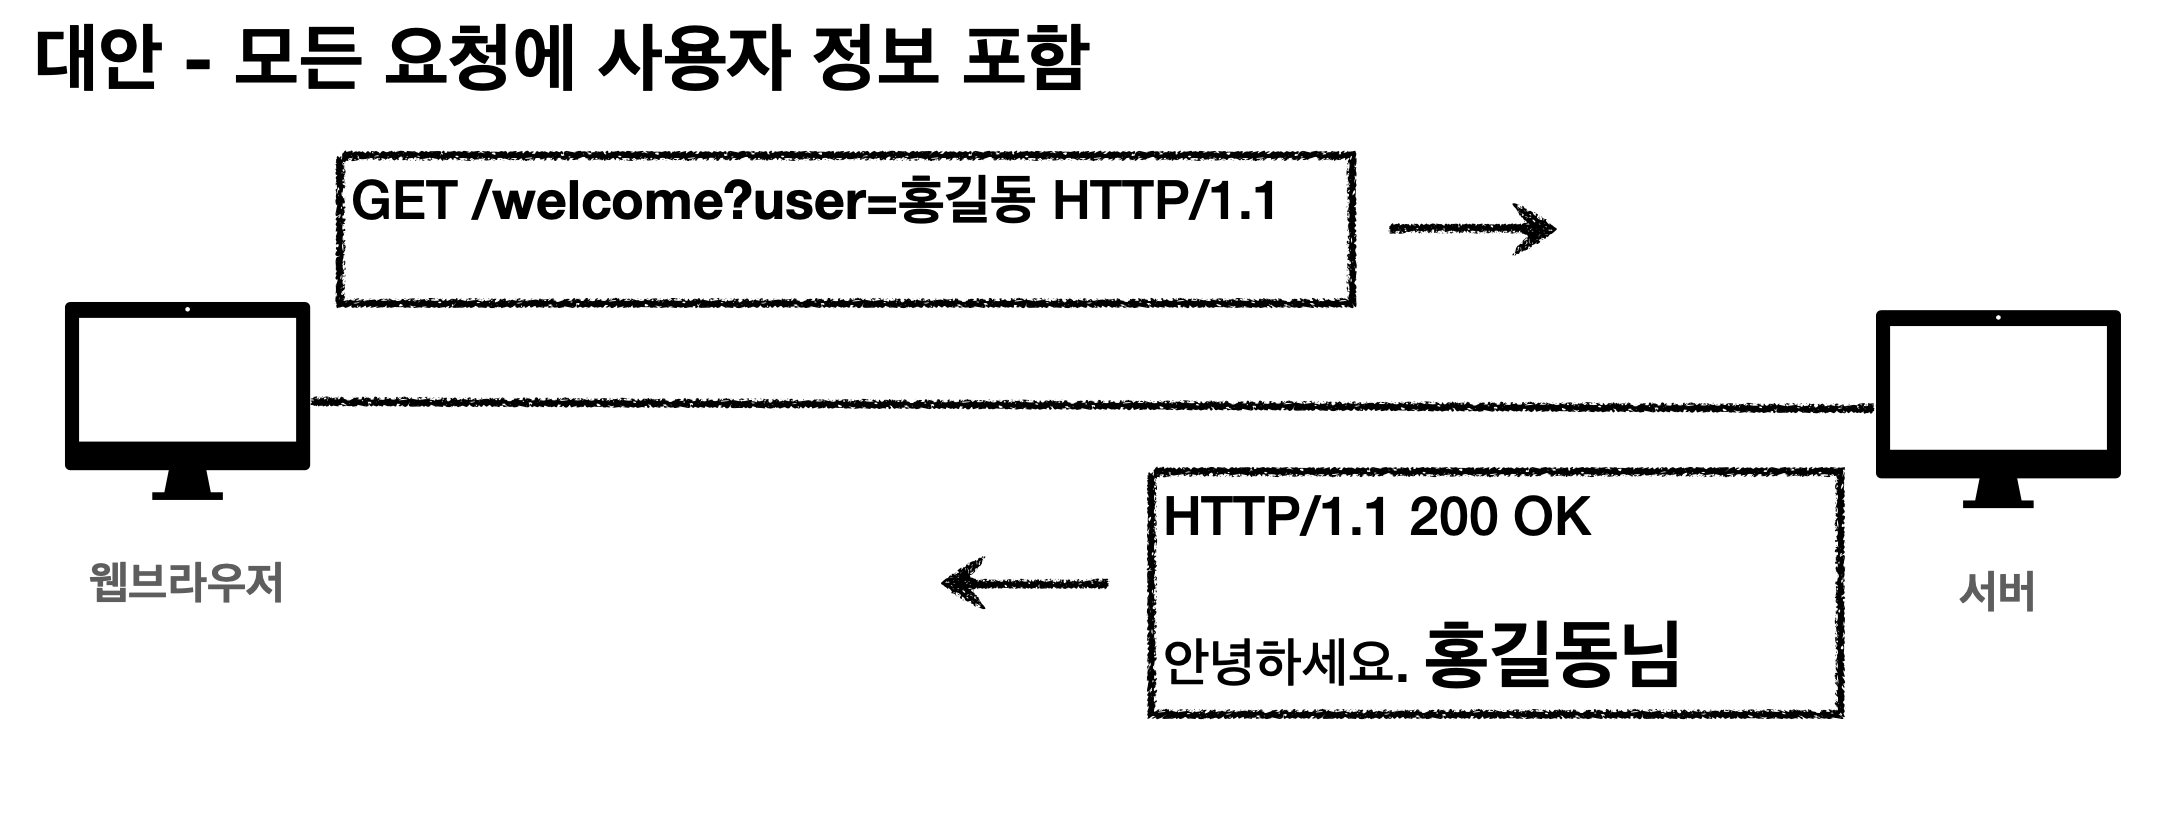 대안 - 모든 요청에 사용자 정보 포함
GET /welcome?user=홍길동 HTTP/1.1
웹브라우저
서버
HTTP/1.1 200 OK
안녕하세요. 홍길동님